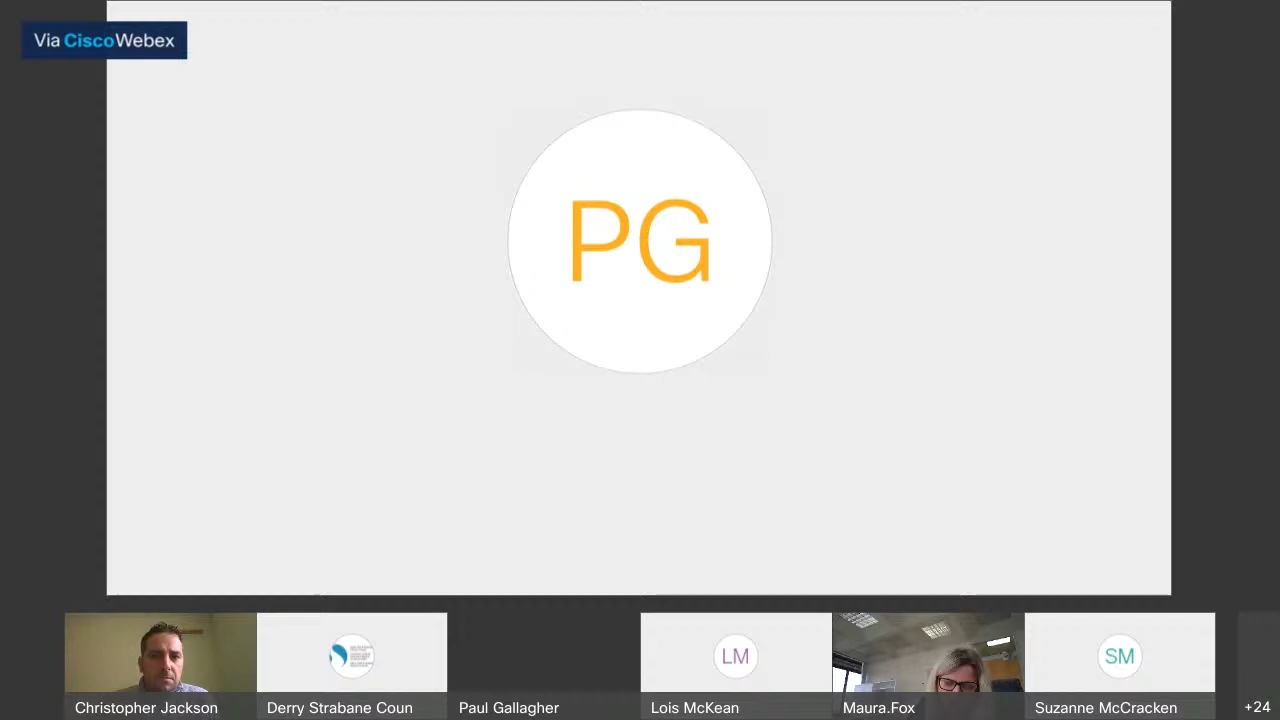 Via CiscoWebex
PG
LM
SM
Christopher Jackson
Derry Strabane Coun
Paul Gallagher
Lois McKean
Maura.Fox
Suzanne McCracken
+24